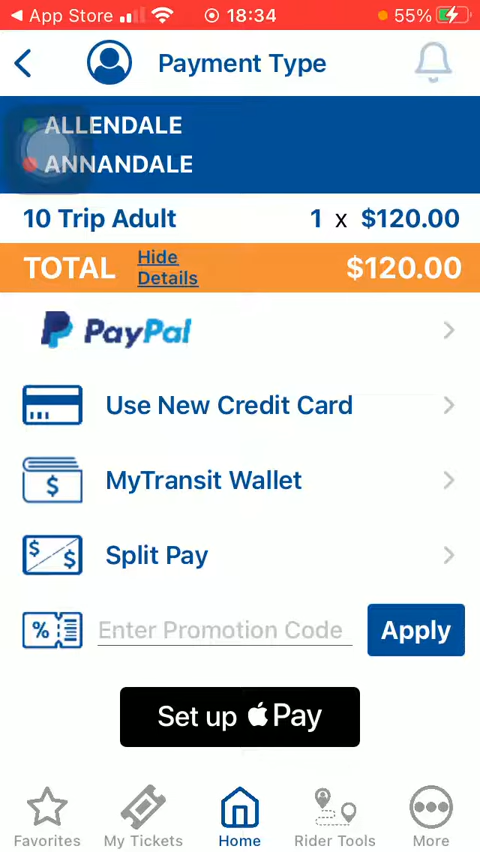 App Store 18:34 55%
Payment Type
ALLENDALE
ANNANDALE
10 Trip Adult 1 x $120.00
TOTAL Hide Details $120.00
PayPal
Use New Credit Card
$ MyTransit Wallet
$ $ Split Pay
% Enter Promotion Code Apply
Set up Pay
Favorites My Tickets Home Rider Tools More